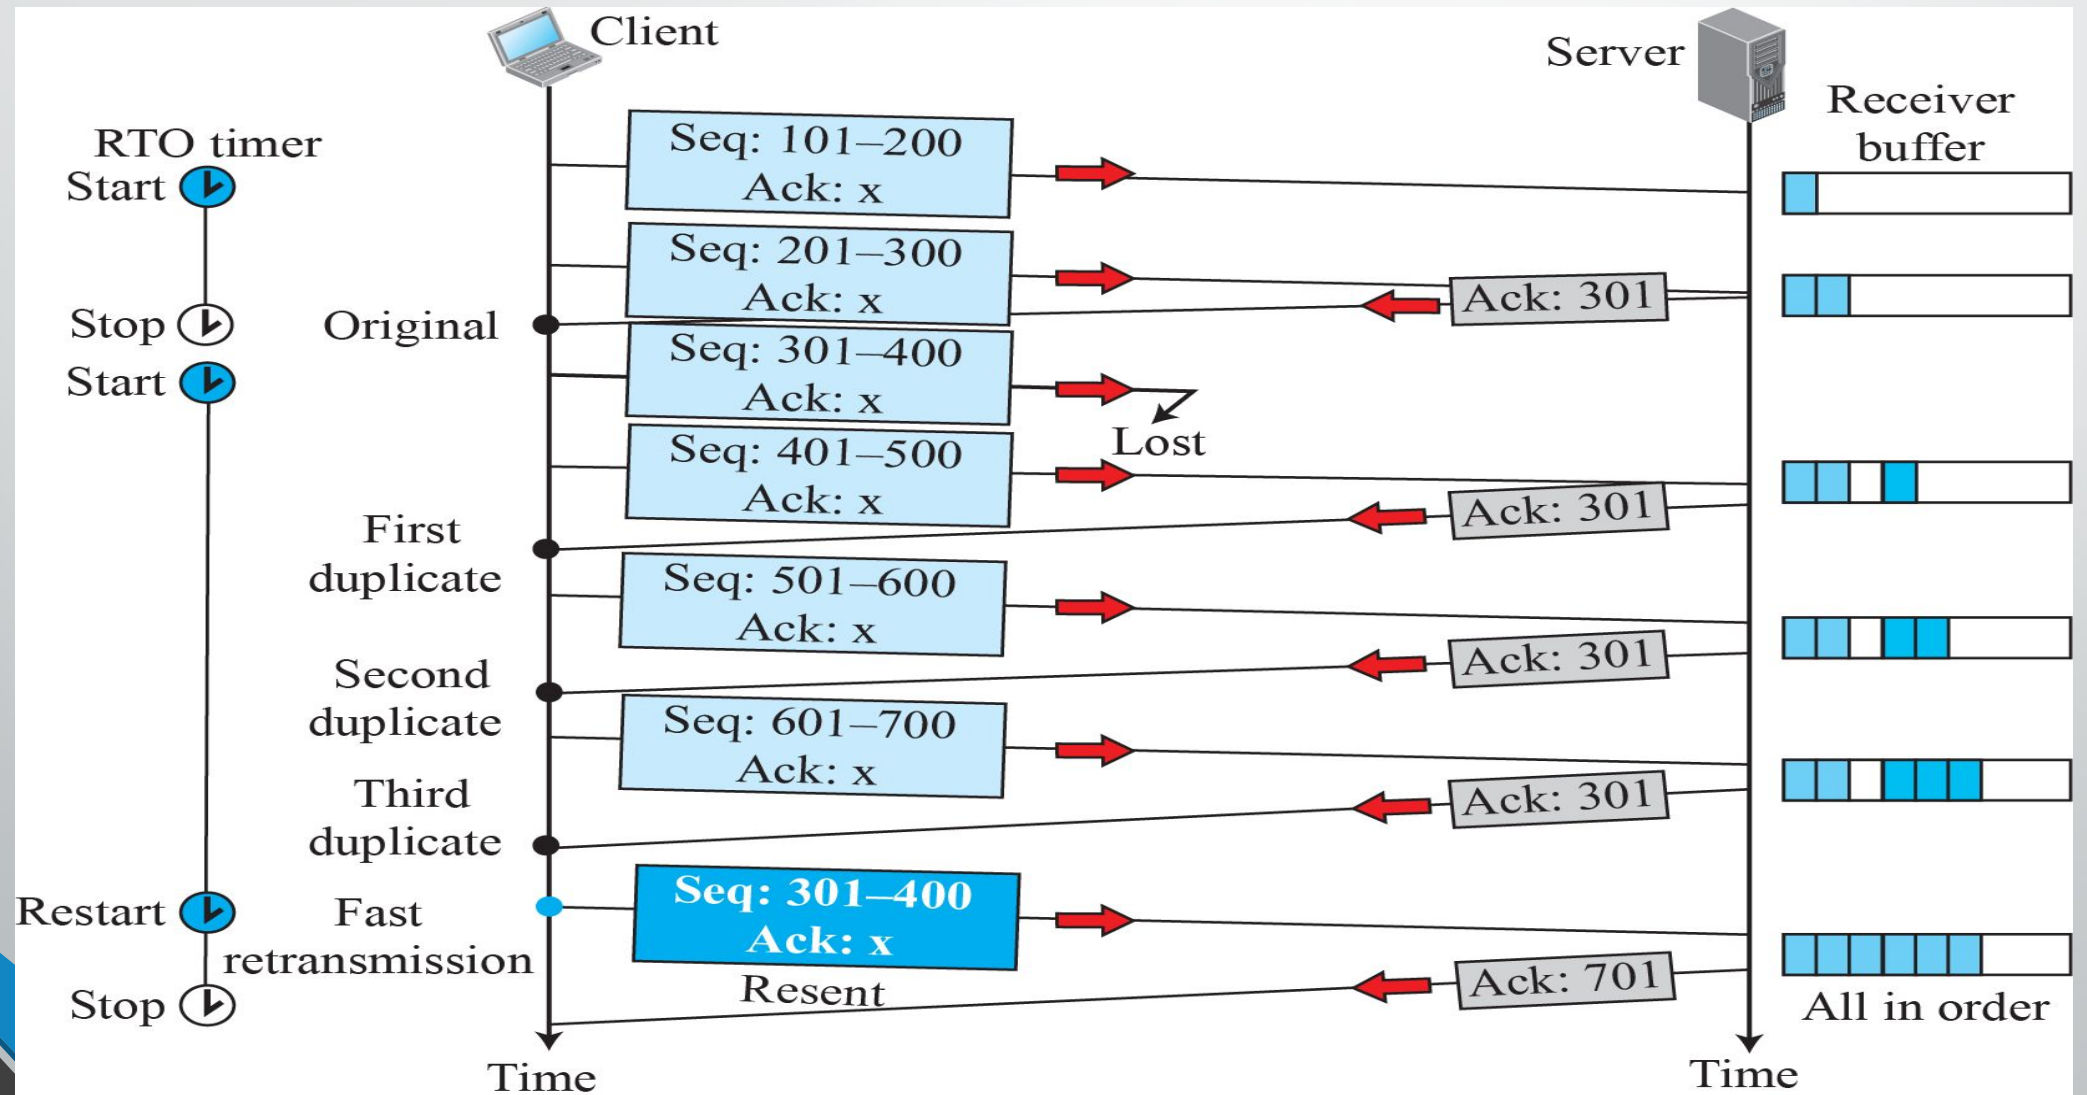 Client
Server
Receiver
buffer
RTO timer
Start
Seq: 101–200
Ack: x
Seq: 201–300
Ack: x
Ack: 301
Stop
Original
Start
Seq: 301–400
Ack: x
Lost
Seq: 401–500
Ack: x
Ack: 301
First
duplicate
Seq: 501–600
Ack: x
Ack: 301
Second
duplicate
Seq: 601–700
Ack: x
Ack: 301
Third
duplicate
Seq: 301–400
Ack: x
Restart
Fast
retransmission
Resent
Ack: 701
Stop
All in order
Time
Time